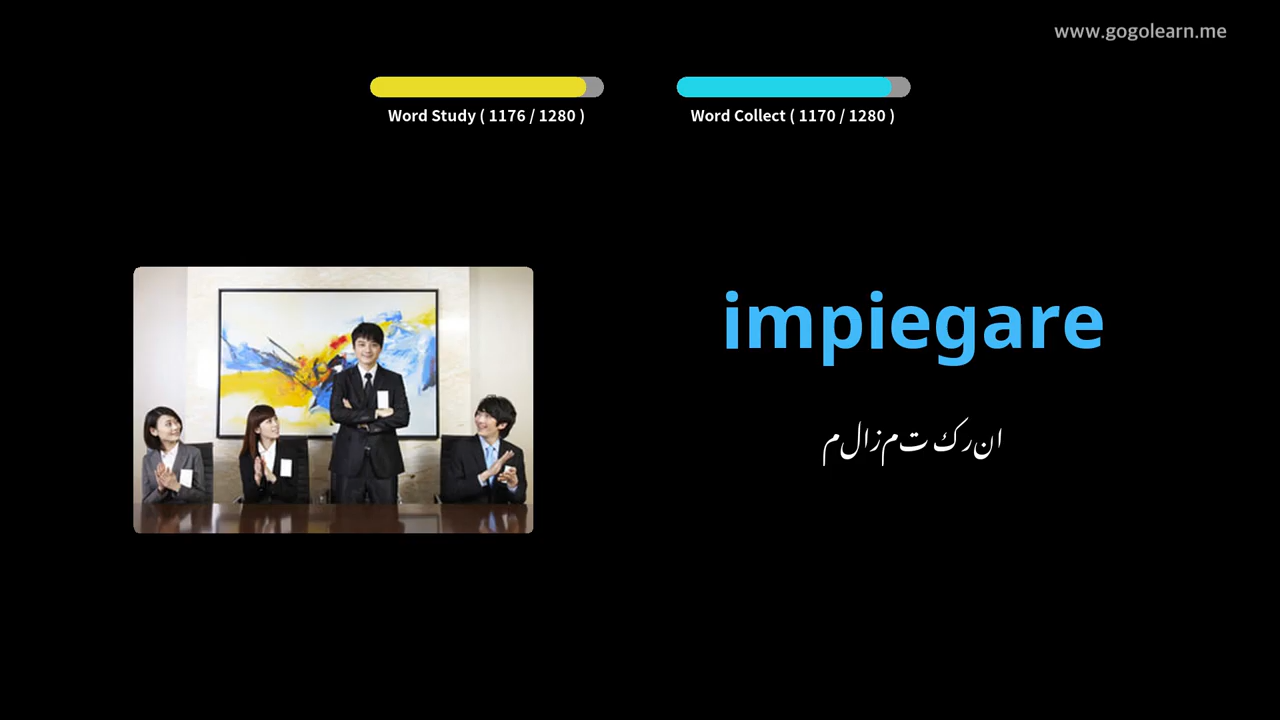 www.gogolearn.me
Word Study ( 1176 / 1280 )
Word Collect ( 1170 / 1280 )
impiegare
ملازمت کرنا